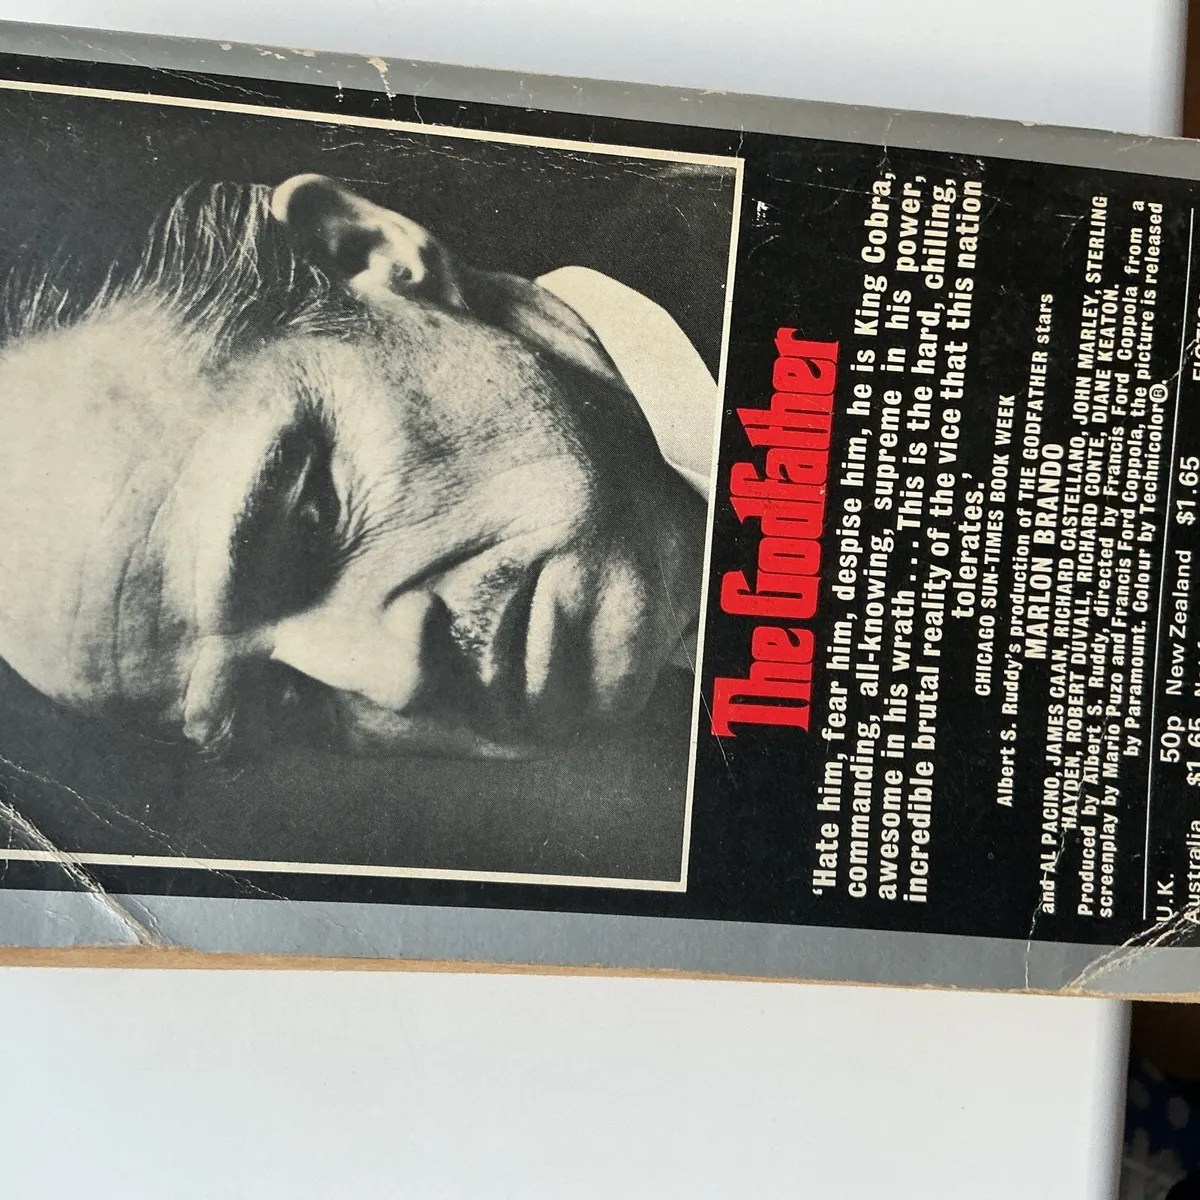 The Godfather
'Hate him, fear him, despise him, he is King Cobra,
commanding, all-knowing, supreme in his power,
awesome in his wrath ... This is the hard, chilling,
incredible brutal reality of the vice that this nation
tolerates.'
CHICAGO SUN-TIMES BOOK WEEK
Albert S. Ruddy's production of THE GODFATHER stars
MARLON BRANDO
and AL PACINO, JAMES CAAN, RICHARD CASTELLANO, JOHN MARLEY, STERLING
HAYDEN, ROBERT DUVALL, RICHARD CONTE, DIANE KEATON.
Produced by Albert S. Ruddy, directed by Francis Ford Coppola from a
screenplay by Mario Puzo and Francis Ford Coppola, the picture is released
by Paramount. Colour by Technicolor®.
U.K. 50p New Zealand $1.65
Australia $1.65